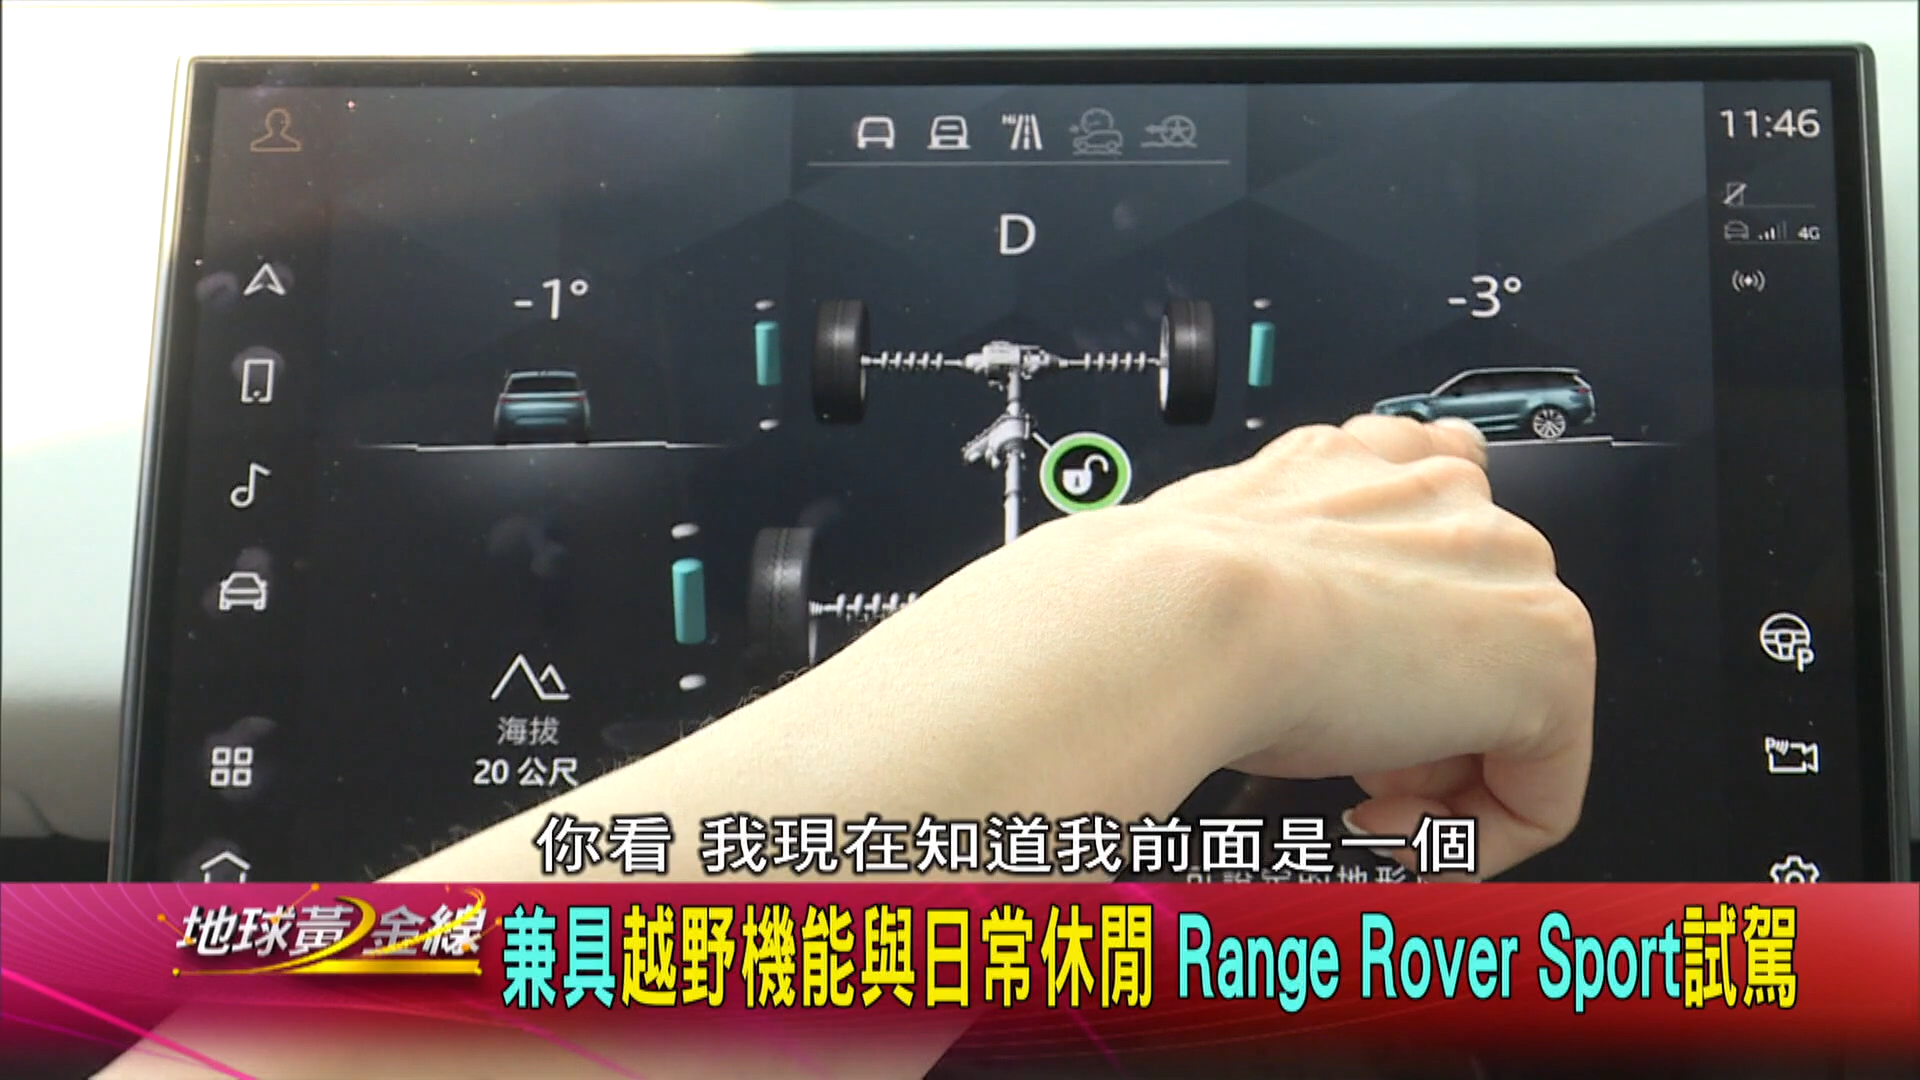 11:46
D
-1°
-3°
4G
海拔
20 公尺
你看 我現在知道我前面是一個
地球黃金線
兼具越野機能與日常休閒 Range Rover Sport試駕